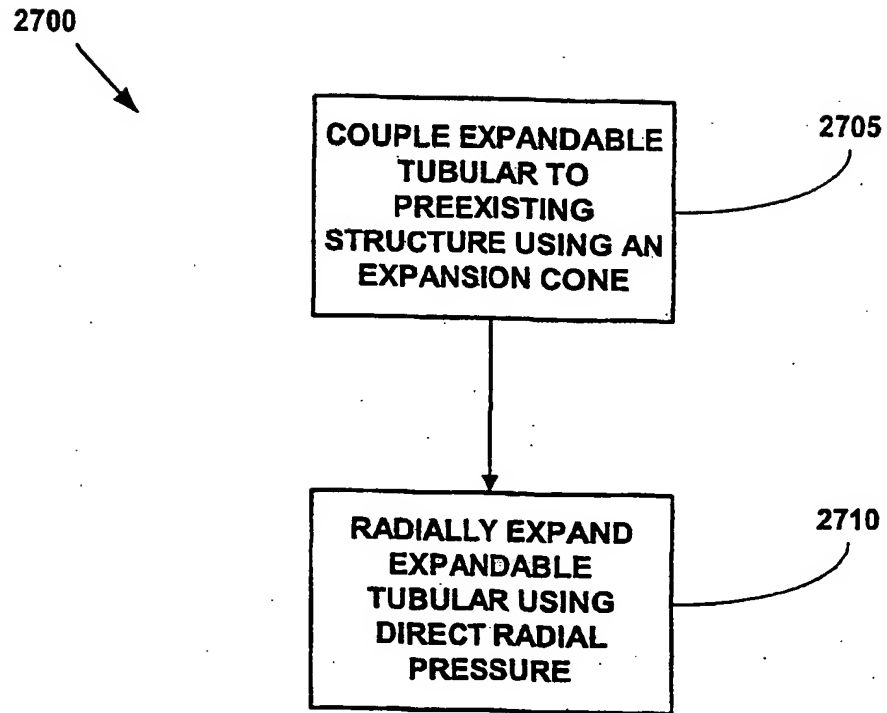 2700
COUPLE EXPANDABLE
TUBULAR TO
PREEXISTING
STRUCTURE USING AN
EXPANSION CONE
2705
RADIALLY EXPAND
EXPANDABLE
TUBULAR USING
DIRECT RADIAL
PRESSURE
2710